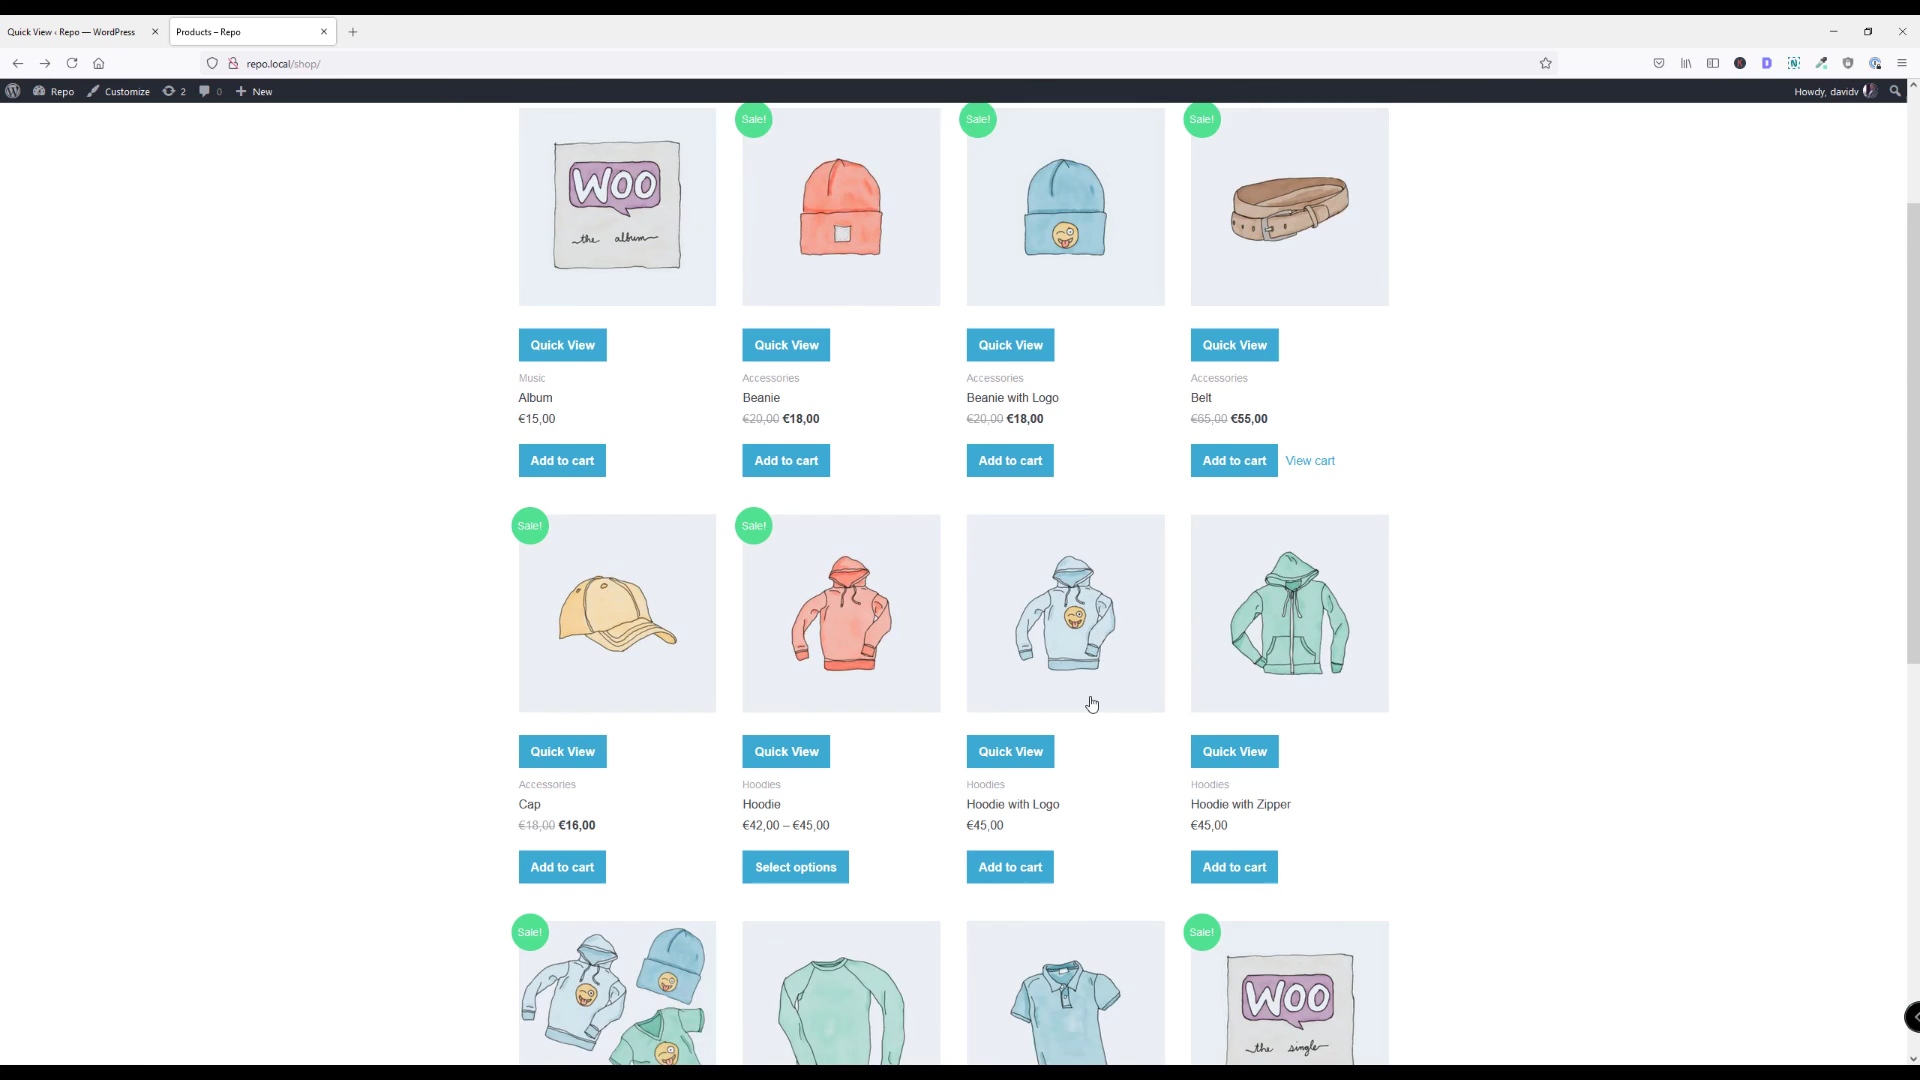 Quick View ‹ Repo — WordPress
Products – Repo
repo.local/shop/
Repo Customize 2 0 New
Howdy, davidv
WOO
the album
Sale!
Sale!
Sale!
Quick View Quick View Quick View Quick View
Music Accessories Accessories Accessories
Album Beanie Beanie with Logo Belt
€15,00 €20,00 €18,00 €20,00 €18,00 €65,00 €55,00
Add to cart Add to cart Add to cart Add to cart View cart
Sale!
Sale!
Quick View Quick View Quick View Quick View
Accessories Hoodies Hoodies Hoodies
Cap Hoodie Hoodie with Logo Hoodie with Zipper
€18,00 €16,00 €42,00 – €45,00 €45,00 €45,00
Add to cart Select options Add to cart Add to cart
Sale!
Sale!
WOO
the single